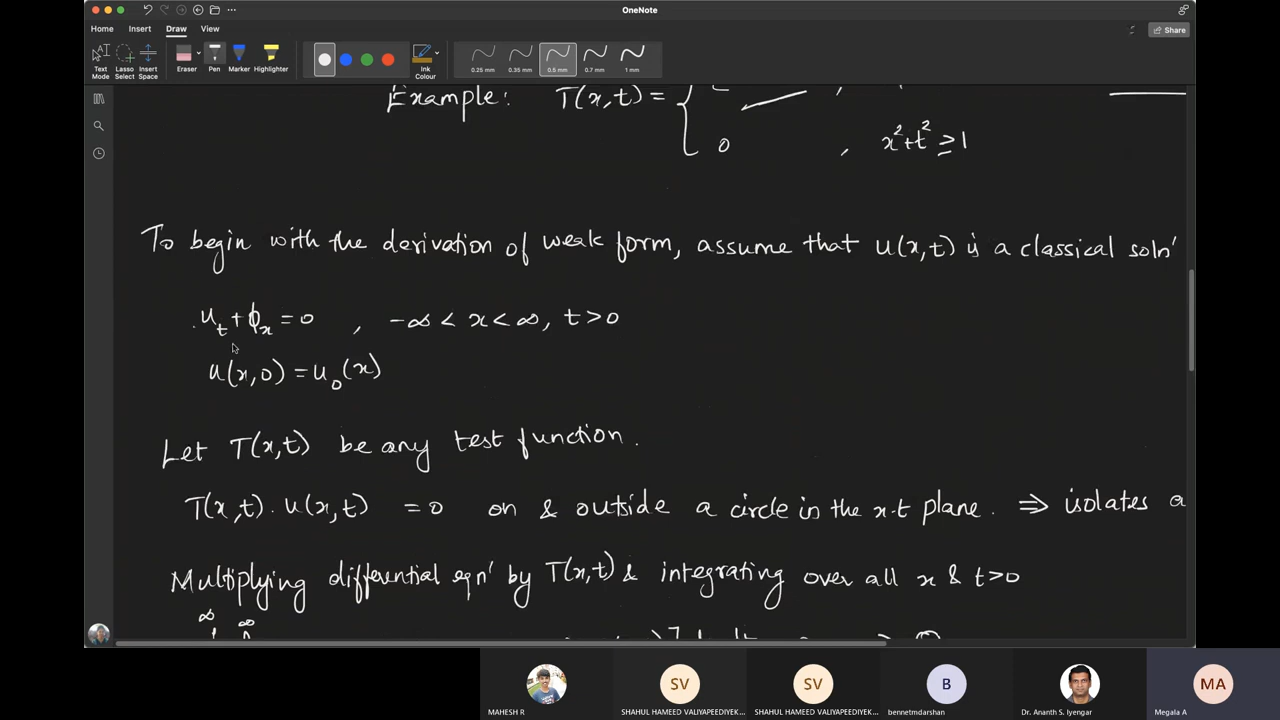 OneNote
Home Insert Draw View
Share
Text Mode
Lasso Select
Insert Space
Eraser
Pen
Marker
Highlighter
Ink Colour
0.25 mm 0.35 mm 0.5 mm 0.7 mm 1 mm
Example: T(x,t) = {
0 , x²+t² ≥ 1
To begin with the derivation of weak form, assume that u(x,t) is a classical soln'
u_t + ϕ_x = 0 , -∞ < x < ∞, t > 0
u(x,0) = u_0(x)
Let T(x,t) be any test function.
T(x,t). u(x,t) = 0 on & outside a circle in the x-t plane. ⇒ isolates a
Multiplying differential eqn' by T(x,t) & integrating over all x & t>0
∞ ∞
MAHESH R
SV
SHAHUL HAMEED VALIYAPEEDIYEK...
SV
SHAHUL HAMEED VALIYAPEEDIYEK...
B
bennetmdarshan
Dr. Ananth S. Iyengar
MA
Megala A